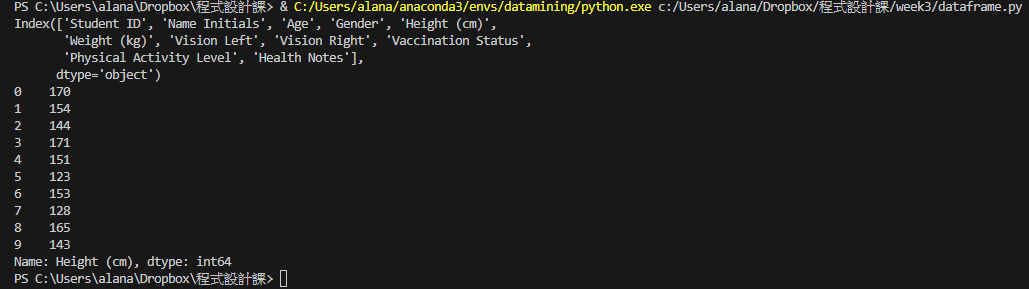 PS C:\Users\alana\Dropbox\程式設計課> & C:/Users/alana/anaconda3/envs/datamining/python.exe c:/Users/alana/Dropbox/程式設計課/week3/dataframe.py
Index(['Student ID', 'Name Initials', 'Age', 'Gender', 'Height (cm)',
       'Weight (kg)', 'Vision Left', 'Vision Right', 'Vaccination Status',
       'Physical Activity Level', 'Health Notes'],
      dtype='object')
0    170
1    154
2    144
3    171
4    151
5    123
6    153
7    128
8    165
9    143
Name: Height (cm), dtype: int64
PS C:\Users\alana\Dropbox\程式設計課>